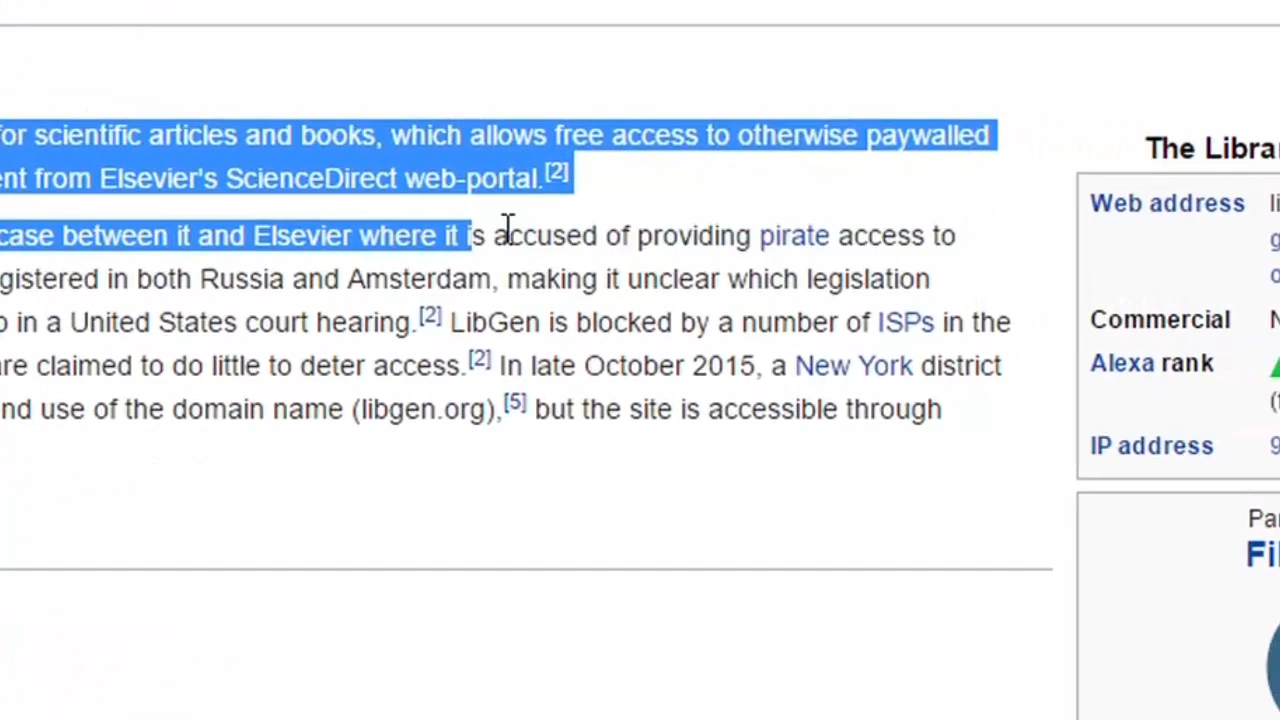 for scientific articles and books, which allows free access to otherwise paywalled
ent from Elsevier's ScienceDirect web-portal.[2]
case between it and Elsevier where it is accused of providing pirate access to
gistered in both Russia and Amsterdam, making it unclear which legislation
o in a United States court hearing.[2] LibGen is blocked by a number of ISPs in the
are claimed to do little to deter access.[2] In late October 2015, a New York district
nd use of the domain name (libgen.org),[5] but the site is accessible through
The Librar
Web address
Commercial N
Alexa rank
IP address 9
Par
Fil